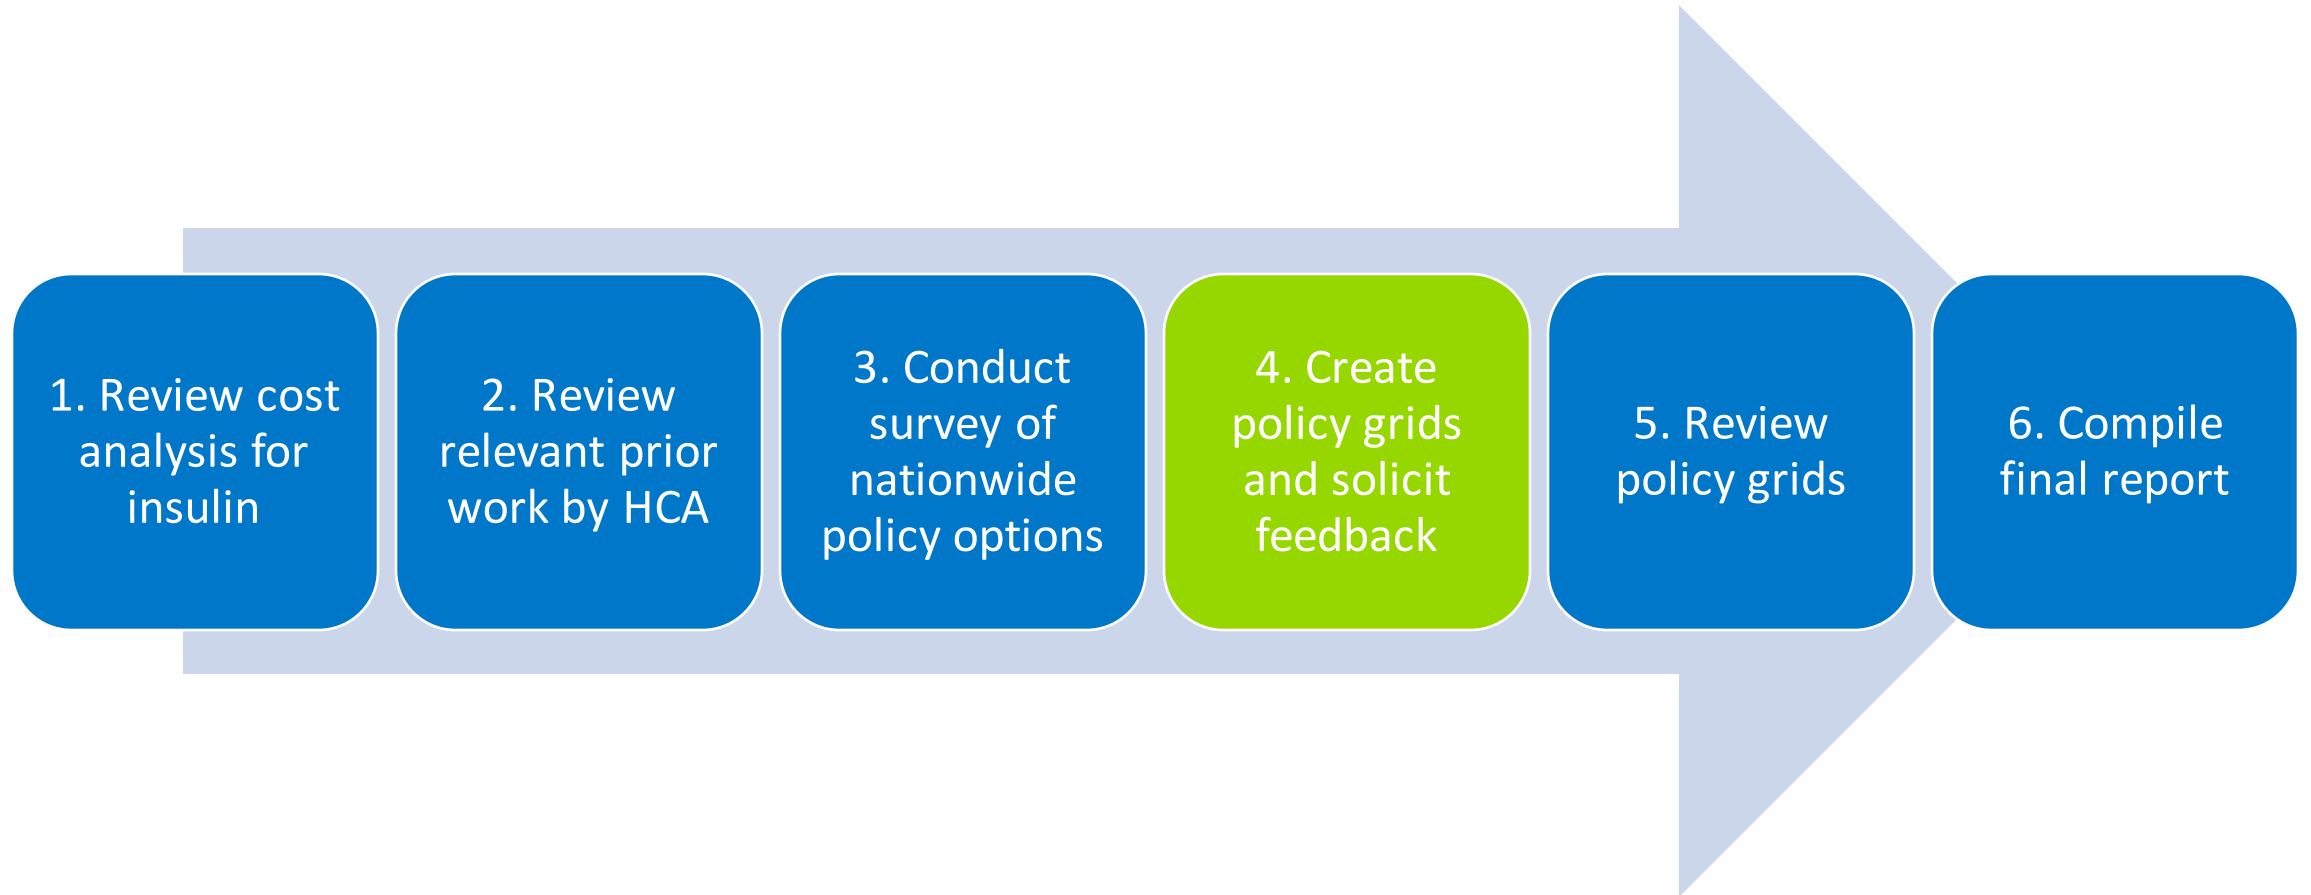 1. Review cost
analysis for
insulin
2. Review
relevant prior
work by HCA
3. Conduct
survey of
nationwide
policy options
4. Create
policy grids
and solicit
feedback
5. Review
policy grids
6. Compile
final report